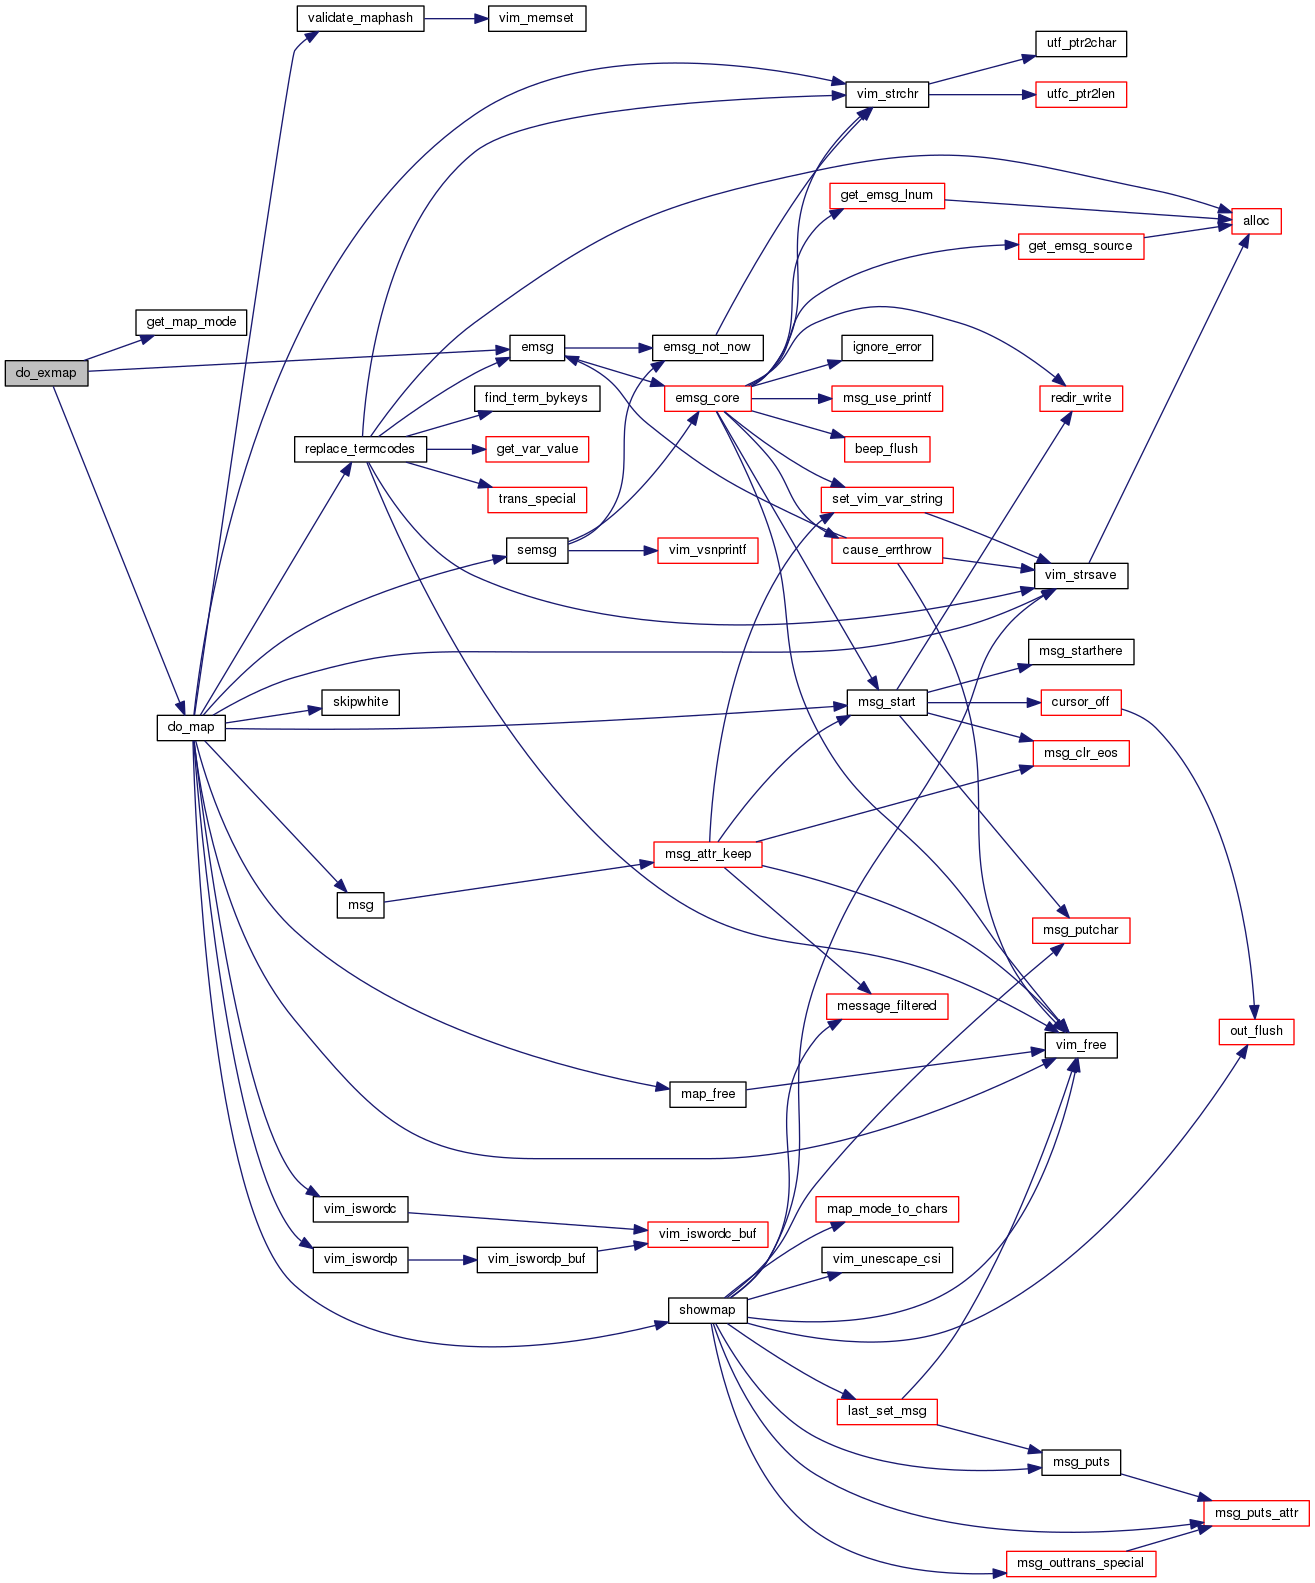 validate_maphash
vim_memset
utf_ptr2char
vim_strchr
utfc_ptr2len
get_emsg_lnum
alloc
get_emsg_source
get_map_mode
emsg
emsg_not_now
ignore_error
do_exmap
find_term_bykeys
emsg_core
msg_use_printf
redir_write
replace_termcodes
get_var_value
beep_flush
trans_special
set_vim_var_string
semsg
vim_vsnprintf
cause_errthrow
vim_strsave
msg_starthere
skipwhite
msg_start
cursor_off
do_map
msg_clr_eos
msg_attr_keep
msg
msg_putchar
message_filtered
out_flush
vim_free
map_free
vim_iswordc
map_mode_to_chars
vim_iswordc_buf
vim_iswordp
vim_iswordp_buf
vim_unescape_csi
showmap
last_set_msg
msg_puts
msg_puts_attr
msg_outtrans_special